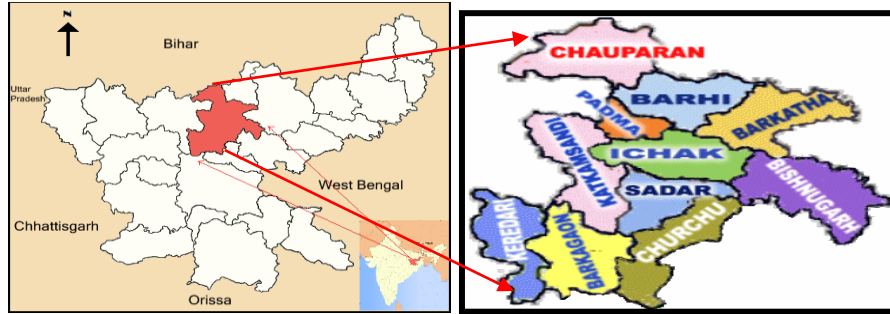 N
Bihar
Uttar
Pradesh
West Bengal
Chhattisgarh
Orissa
CHAUPARAN
BARHI
PADMA
BARKATHA
KATKAMSANDI
ICHAK
BISHNUGARH
SADAR
KEREDARI
BARKAGAON
CHURCHU